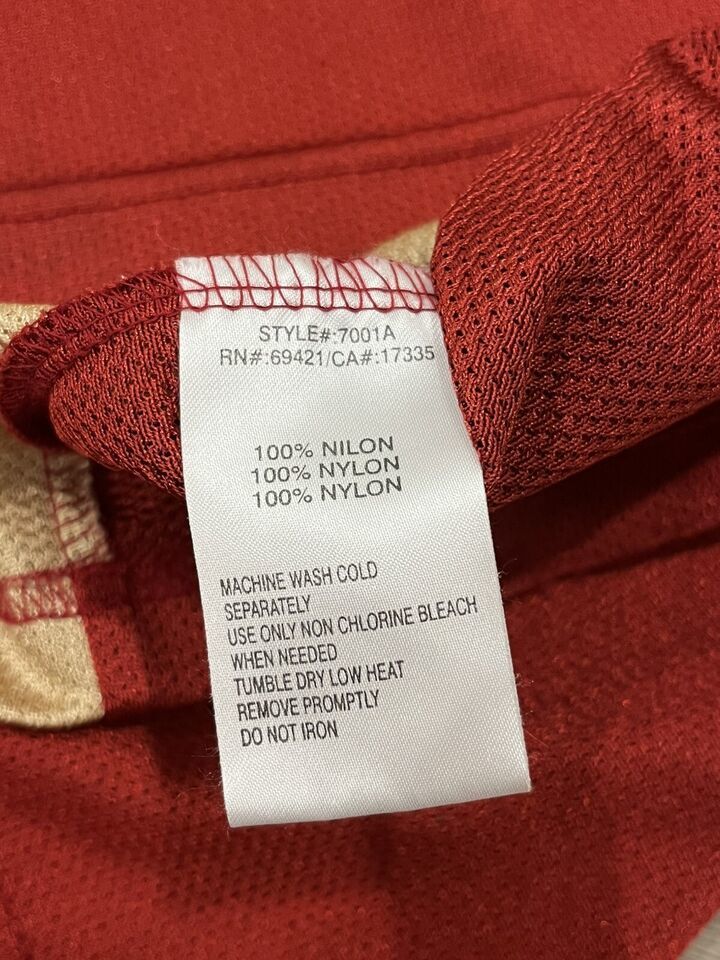 STYLE#:7001A
RN#:69421/CA#:17335
100% NILON
100% NYLON
100% NYLON
MACHINE WASH COLD
SEPARATELY
USE ONLY NON CHLORINE BLEACH
WHEN NEEDED
TUMBLE DRY LOW HEAT
REMOVE PROMPTLY
DO NOT IRON